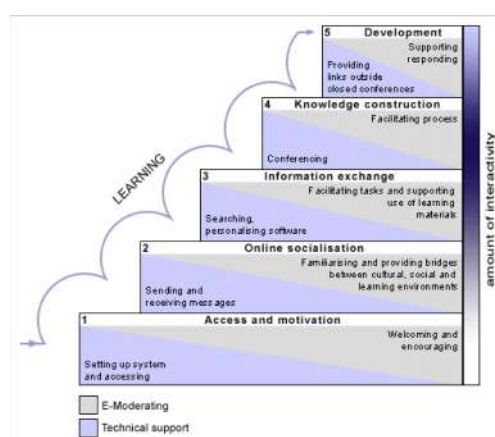 5 Development
Supporting
responding
Providing
links outside
closed conferences
4 Knowledge construction
Facilitating process
Conferencing
LEARNING
3 Information exchange
Facilitating tasks and supporting
use of learning
materials
Searching,
personalising software
2 Online socialisation
Familiarising and providing bridges
between cultural, social and
learning environments
Sending and
receiving messages
1 Access and motivation
Welcoming and
encouraging
Setting up system
and accessing
amount of interactivity
E-Moderating
Technical support